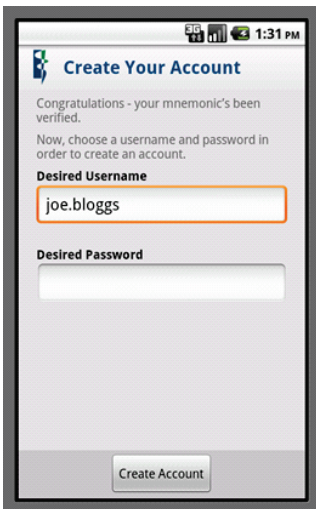 3G
1:31 PM
Create Your Account
Congratulations - your mnemonic's been
verified.
Now, choose a username and password in
order to create an account.
Desired Username
joe.bloggs
Desired Password
Create Account